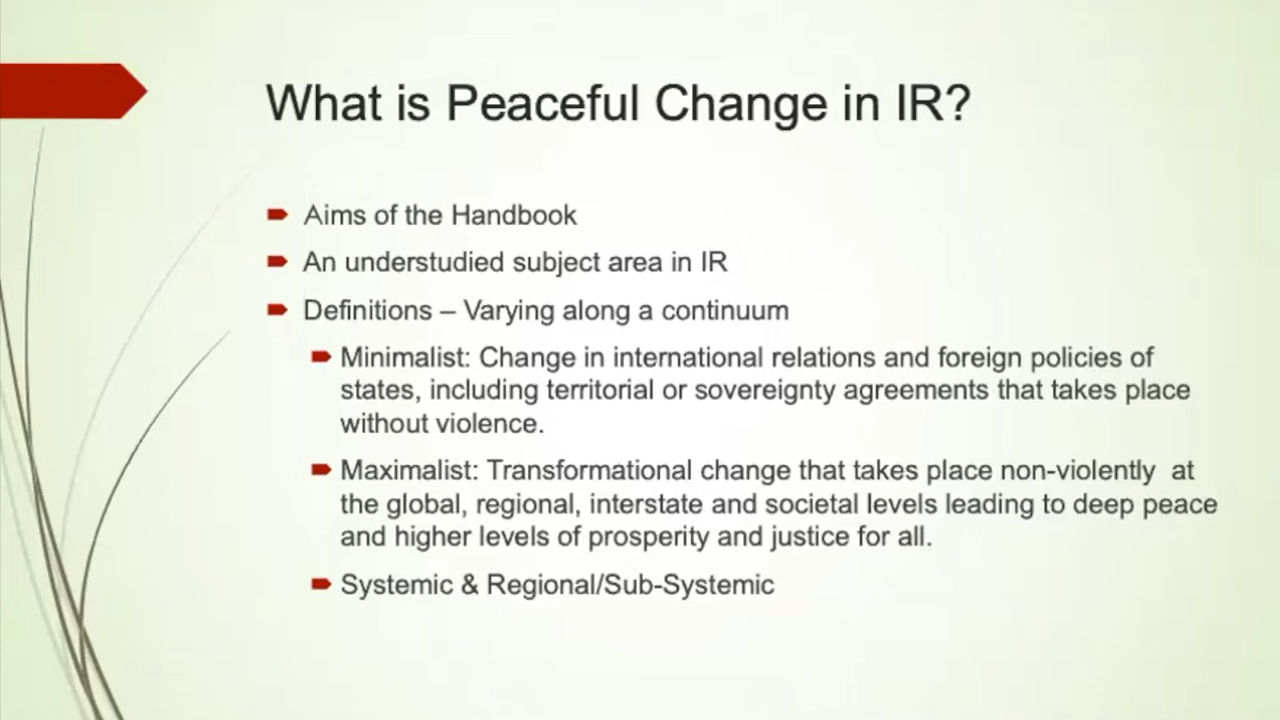 What is Peaceful Change in IR?
Aims of the Handbook
An understudied subject area in IR
Definitions – Varying along a continuum
Minimalist: Change in international relations and foreign policies of
states, including territorial or sovereignty agreements that takes place
without violence.
Maximalist: Transformational change that takes place non-violently  at
the global, regional, interstate and societal levels leading to deep peace
and higher levels of prosperity and justice for all.
Systemic & Regional/Sub-Systemic